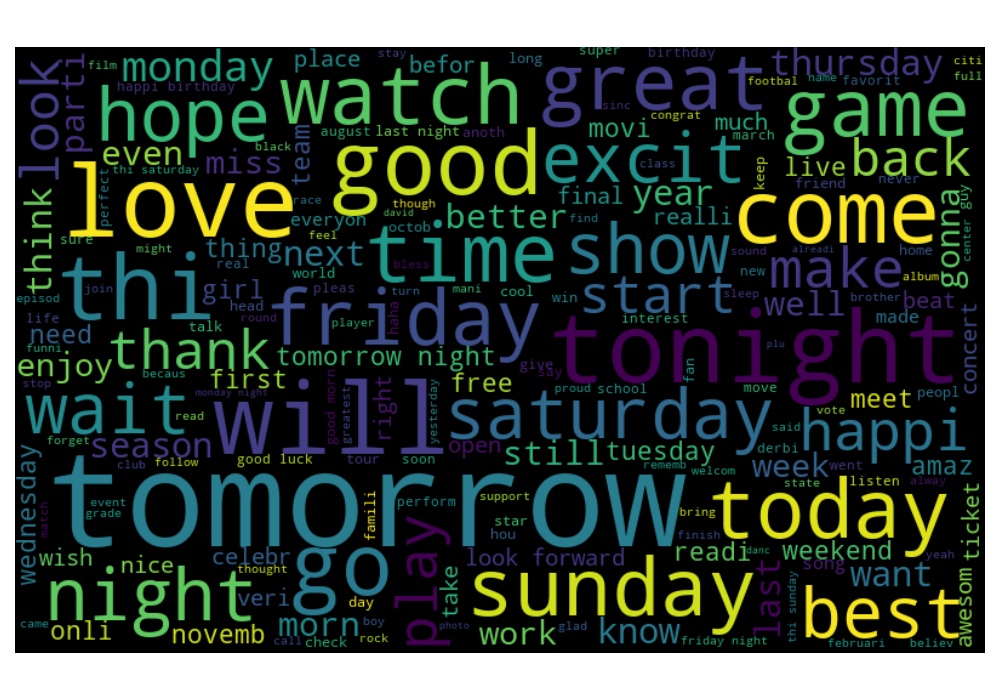 film
stay
super
birthday
monday
place
befor
long
thursday
citi
full
look
parti
happi birthday
hope
watch
great
footbal
name
favorit
sinc
congrat
game
august
last night
anoth
movi
much
march
even
black
team
good
excit
live
back
thi saturday
miss
class
keep
friend
never
perfect
love
race
though
david
final
year
come
think
everyon
octob
better
find
realli
gonna
center guy
sure
feel
might
thing
next
time
show
sound
alreadi
home
real
bless
new
make
album
thi
girl
world
pleas
mani
cool
start
sleep
well
brother
beat
episod
join
turn
win
made
life
head
friday
haha
interest
concert
need
talk
round
player
tonight
funni
becaus
thank
tomorrow night
give
say
fan
plu
enjoy
first
right
free
proud school
move
meet
peopl
stop
monday night
good morn
greatest
yesterday
wait
read
will
saturday
vote
said
happi
forget
season
open
still
tuesday
derbi
wednesday
club
follow
good luck
tour
soon
rememb
welcom
week
went
amaz
state
listen
alway
tomorrow
event
grade
famili
perform
support
bring
today
ticket
match
star
hou
finish
wish
nice
celebr
look forward
readi
danc
weekend
yeah
thought
go
play
take
song
want
night
veri
day
sunday
last
thi sunday
best
awesom
came
onli
novemb
morn
boy
rock
photo
work
glad
know
call
check
friday night
februari
believ